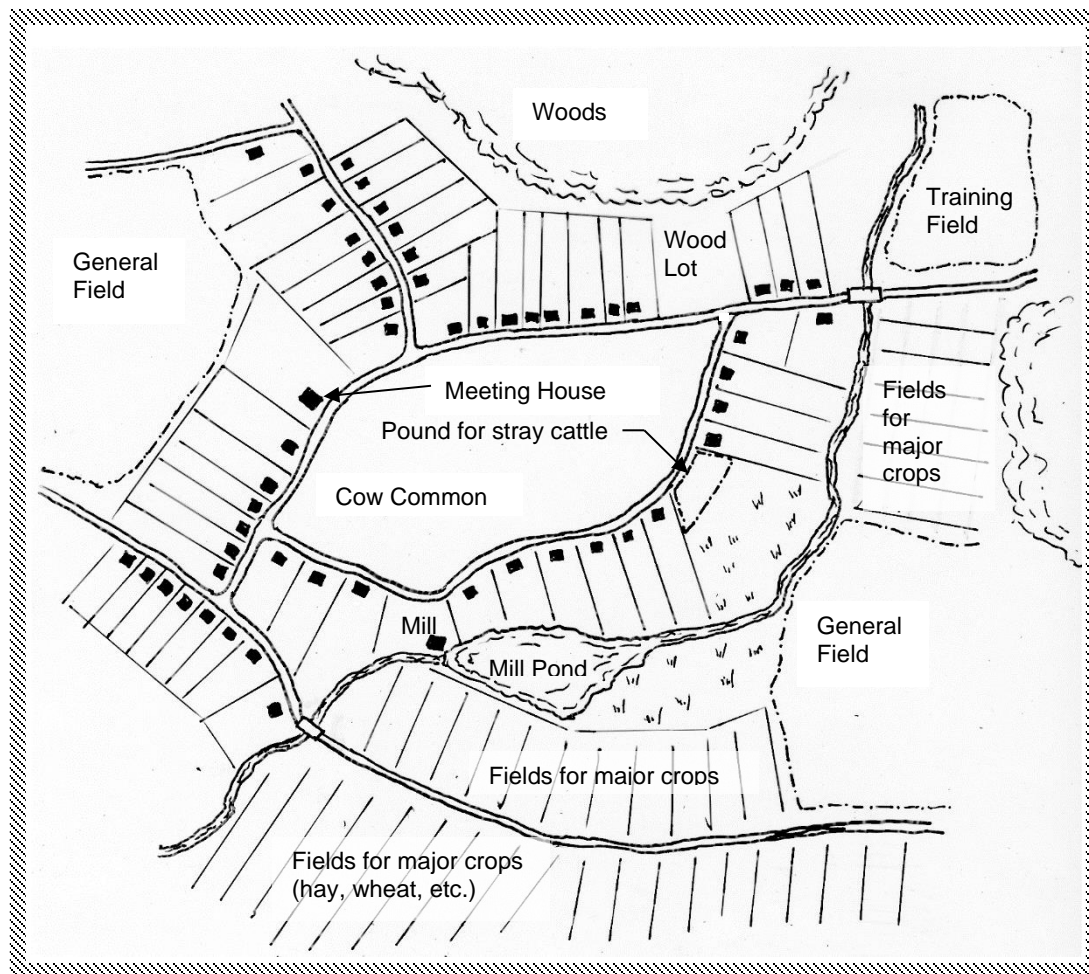 Woods
Training
Field
Wood
Lot
General
Field
Meeting House
Fields
for
major
crops
Pound for stray cattle
Cow Common
Mill
General
Field
Mill Pond
Fields for major crops
Fields for major crops
(hay, wheat, etc.)